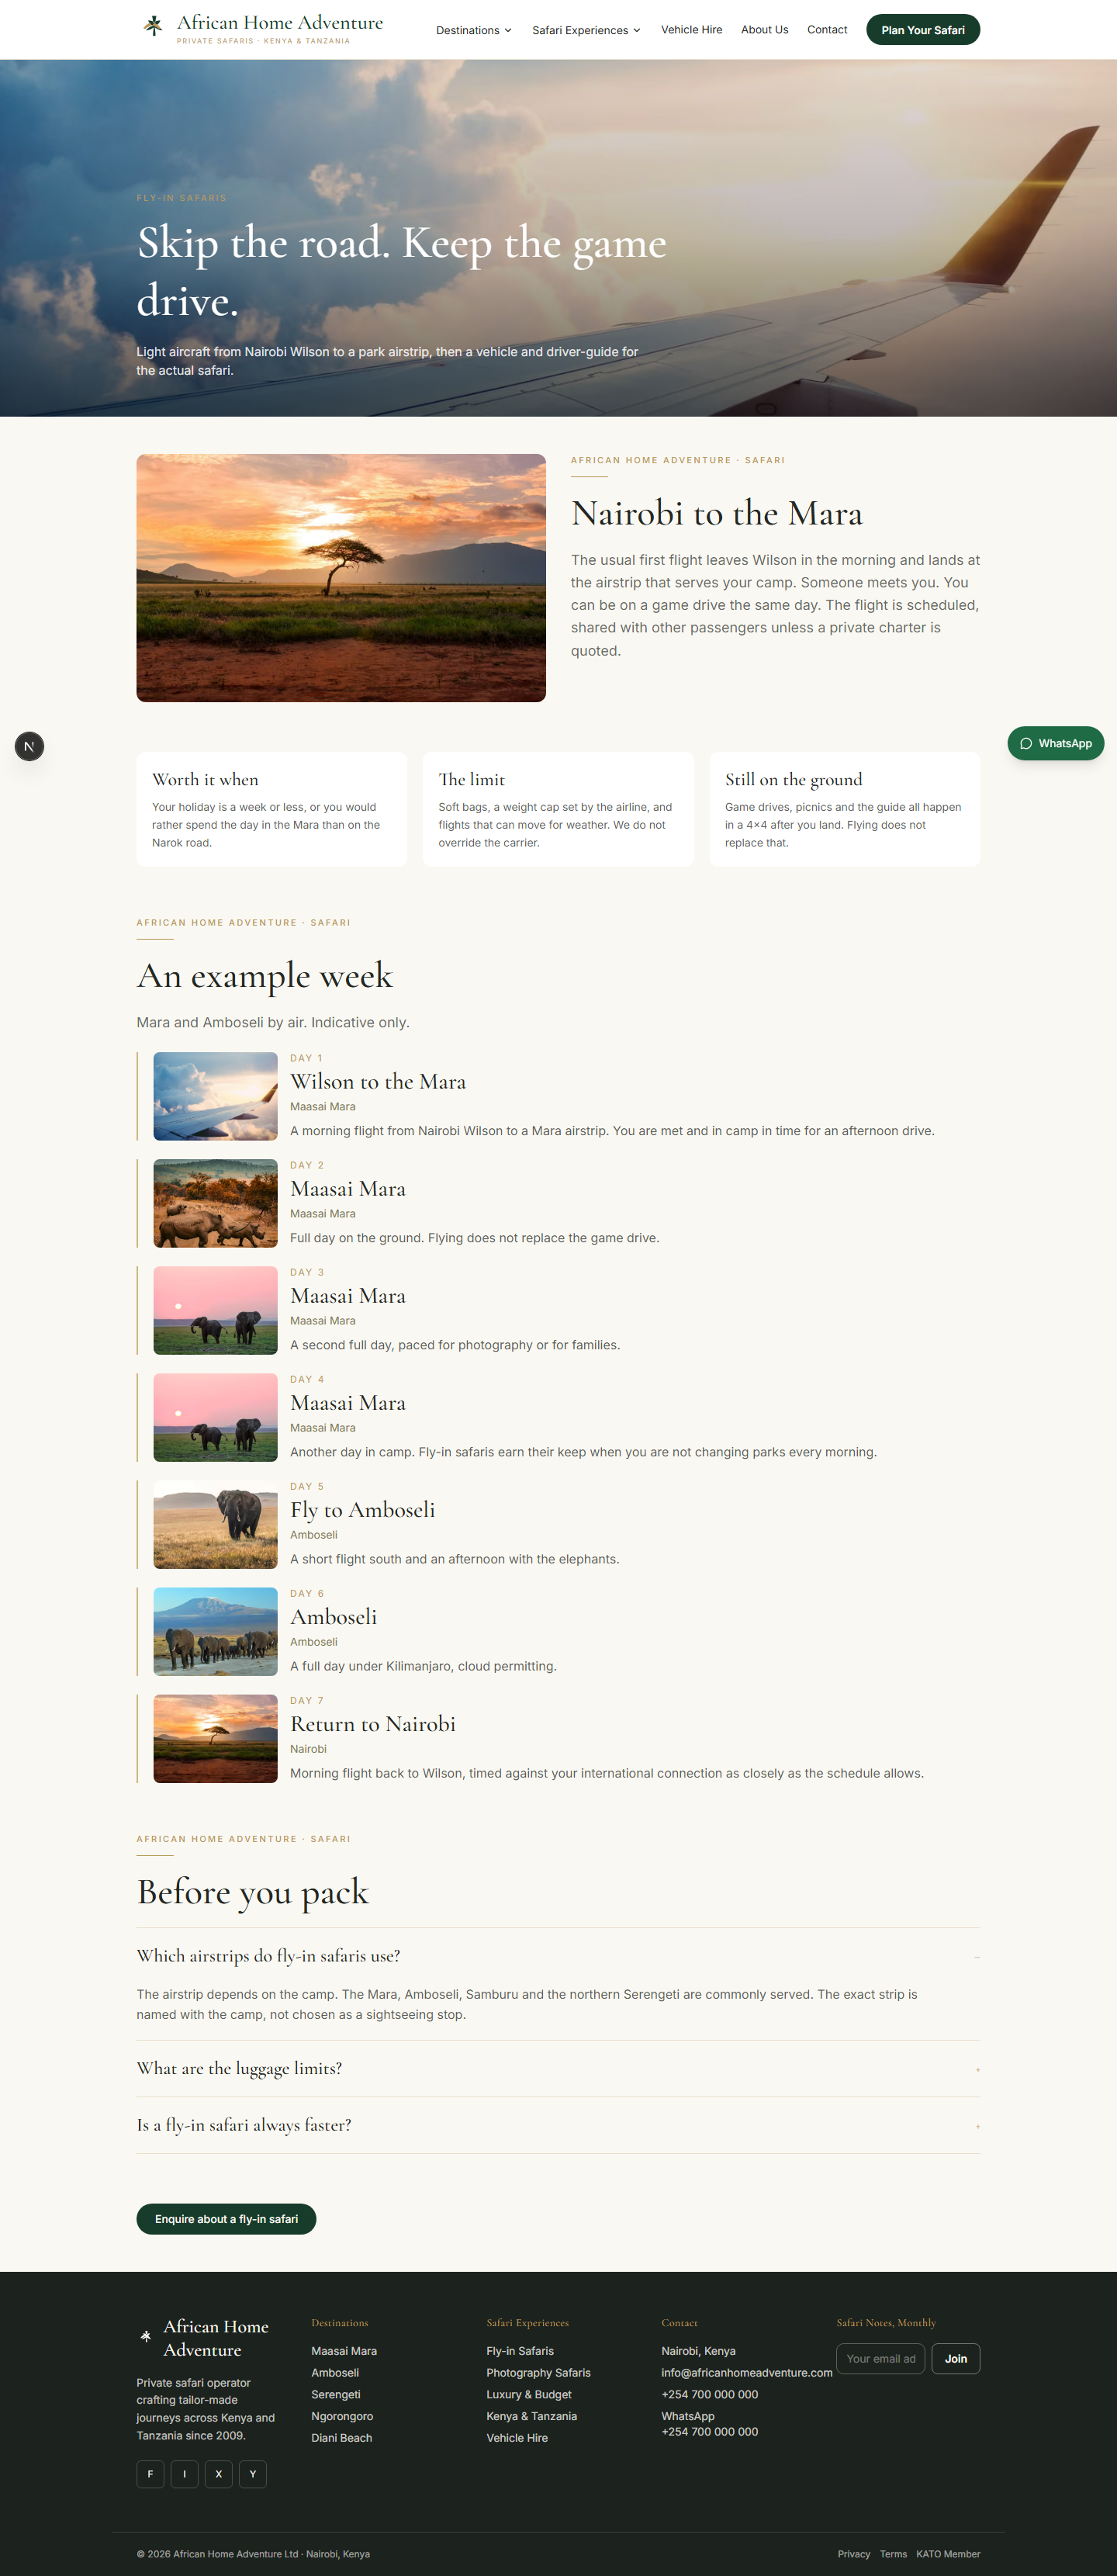 African Home Adventure
PRIVATE SAFARIS · KENYA & TANZANIA
Destinations
Safari Experiences
Vehicle Hire
About Us
Contact
Plan Your Safari
FLY-IN SAFARIS
Skip the road. Keep the game
drive.
Light aircraft from Nairobi Wilson to a park airstrip, then a vehicle and driver-guide for
the actual safari.
AFRICAN HOME ADVENTURE · SAFARI
Nairobi to the Mara
The usual first flight leaves Wilson in the morning and lands at
the airstrip that serves your camp. Someone meets you. You
can be on a game drive the same day. The flight is scheduled,
shared with other passengers unless a private charter is
quoted.
N
WhatsApp
Worth it when
Your holiday is a week or less, or you would
rather spend the day in the Mara than on the
Narok road.
The limit
Soft bags, a weight cap set by the airline, and
flights that can move for weather. We do not
override the carrier.
Still on the ground
Game drives, picnics and the guide all happen
in a 4×4 after you land. Flying does not
replace that.
AFRICAN HOME ADVENTURE · SAFARI
An example week
Mara and Amboseli by air. Indicative only.
DAY 1
Wilson to the Mara
Maasai Mara
A morning flight from Nairobi Wilson to a Mara airstrip. You are met and in camp in time for an afternoon drive.
DAY 2
Maasai Mara
Maasai Mara
Full day on the ground. Flying does not replace the game drive.
DAY 3
Maasai Mara
Maasai Mara
A second full day, paced for photography or for families.
DAY 4
Maasai Mara
Maasai Mara
Another day in camp. Fly-in safaris earn their keep when you are not changing parks every morning.
DAY 5
Fly to Amboseli
Amboseli
A short flight south and an afternoon with the elephants.
DAY 6
Amboseli
Amboseli
A full day under Kilimanjaro, cloud permitting.
DAY 7
Return to Nairobi
Nairobi
Morning flight back to Wilson, timed against your international connection as closely as the schedule allows.
AFRICAN HOME ADVENTURE · SAFARI
Before you pack
Which airstrips do fly-in safaris use?
The airstrip depends on the camp. The Mara, Amboseli, Samburu and the northern Serengeti are commonly served. The exact strip is
named with the camp, not chosen as a sightseeing stop.
What are the luggage limits?
Is a fly-in safari always faster?
Enquire about a fly-in safari
African Home
Adventure
Private safari operator
crafting tailor-made
journeys across Kenya and
Tanzania since 2009.
F
I
X
Y
Destinations
Maasai Mara
Amboseli
Serengeti
Ngorongoro
Diani Beach
Safari Experiences
Fly-in Safaris
Photography Safaris
Luxury & Budget
Kenya & Tanzania
Vehicle Hire
Contact
Nairobi, Kenya
info@africanhomeadventure.com
+254 700 000 000
WhatsApp
+254 700 000 000
Safari Notes, Monthly
Your email ad
Join
© 2026 African Home Adventure Ltd · Nairobi, Kenya
Privacy
Terms
KATO Member